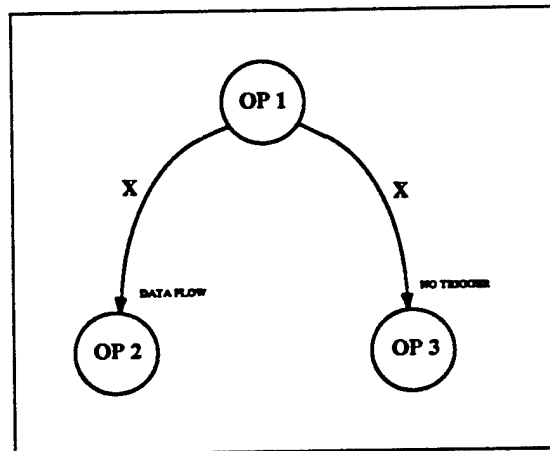 OP 1
X
X
DATA FLOW
NO TRIGGER
OP 2
OP 3